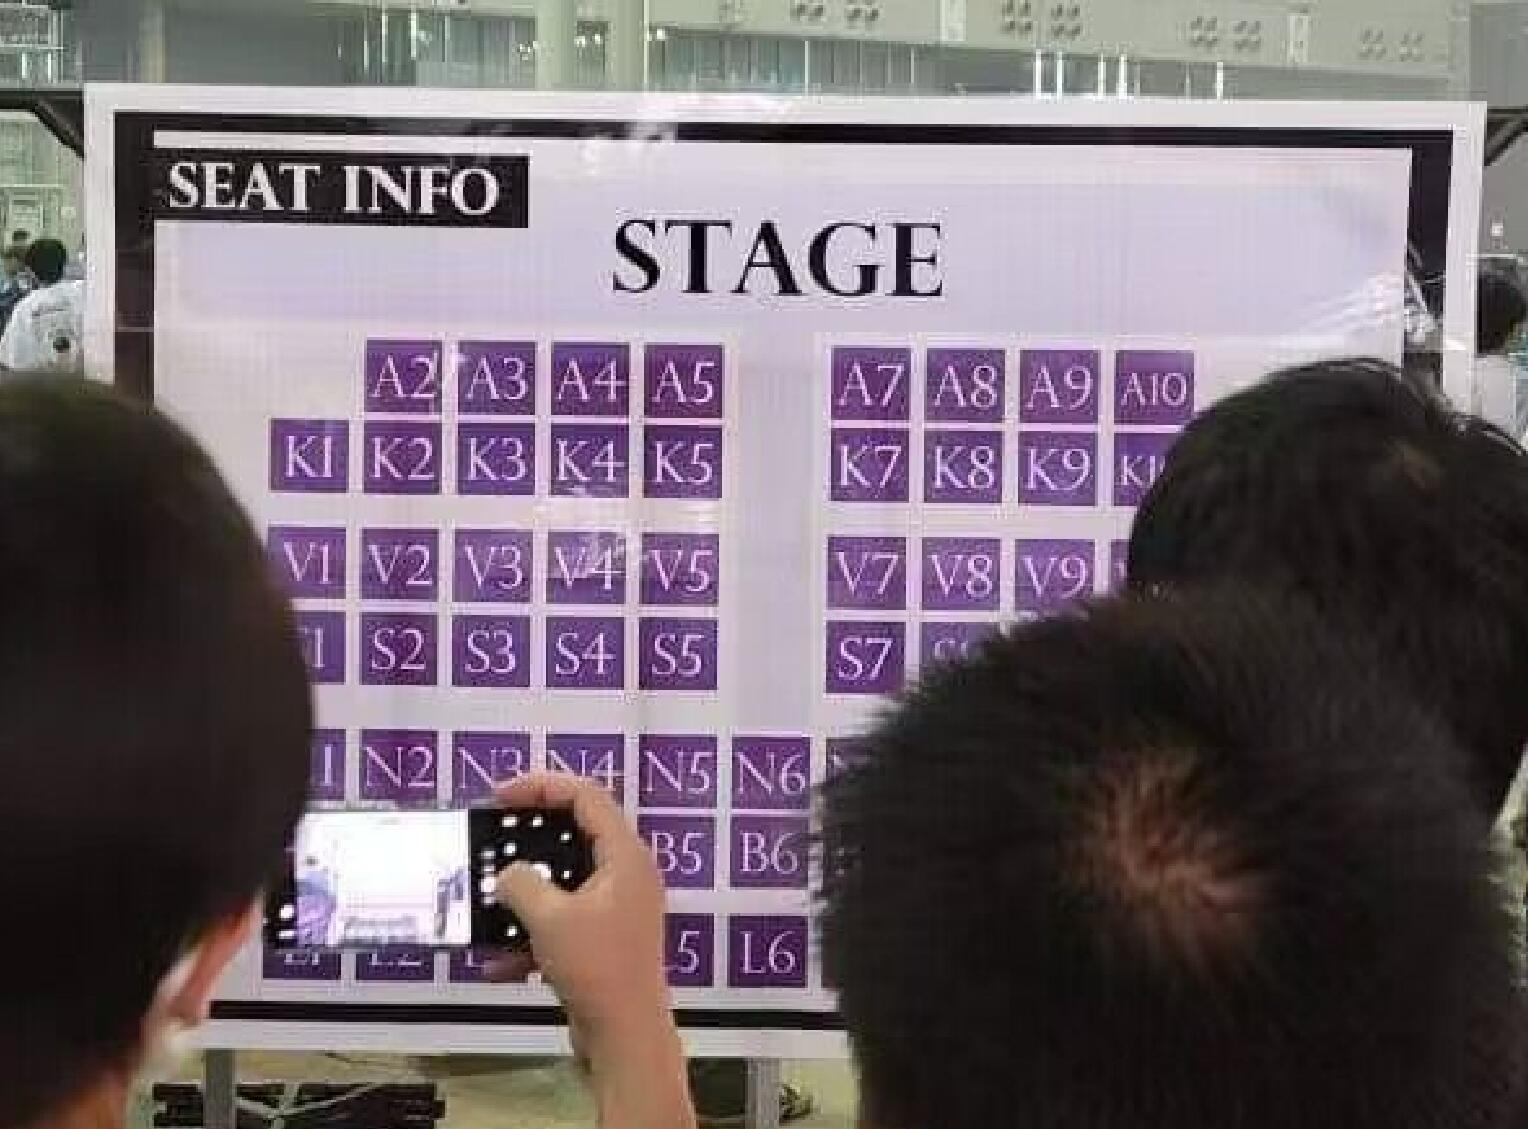 SEAT INFO
STAGE
A2 A3 A4 A5 A7 A8 A9 A10
K1 K2 K3 K4 K5 K7 K8 K9
V1 V2 V3 V4 V5 V7 V8 V9
S2 S3 S4 S5 S7
N2 N3 N4 N5 N6
B5 B6
L6